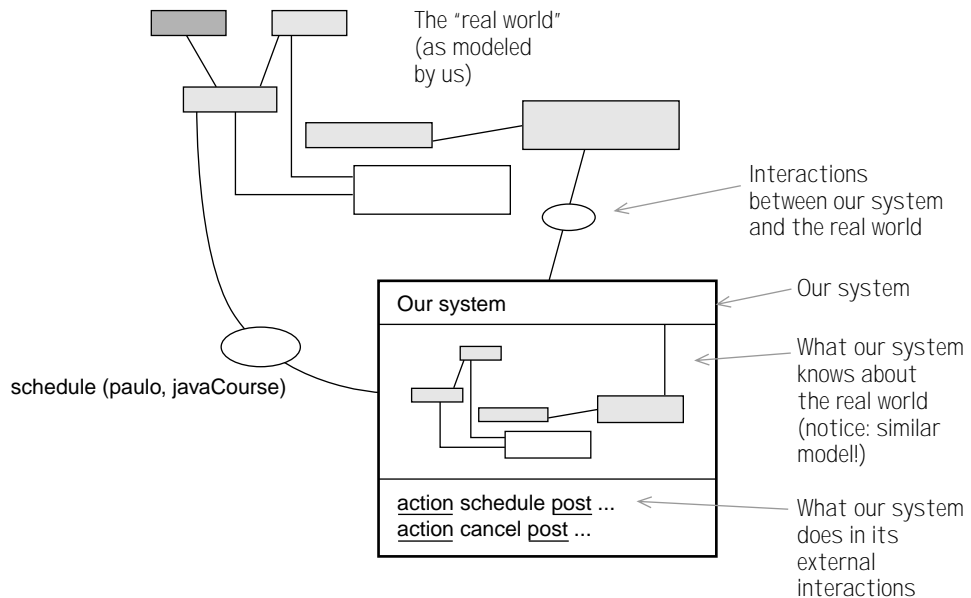 The “real world”
(as modeled
by us)
Interactions
between our system
and the real world
Our system
Our system
What our system
knows about
the real world
(notice: similar
model!)
schedule (paulo, javaCourse)
action schedule post ...
action cancel post ...
What our system
does in its
external
interactions